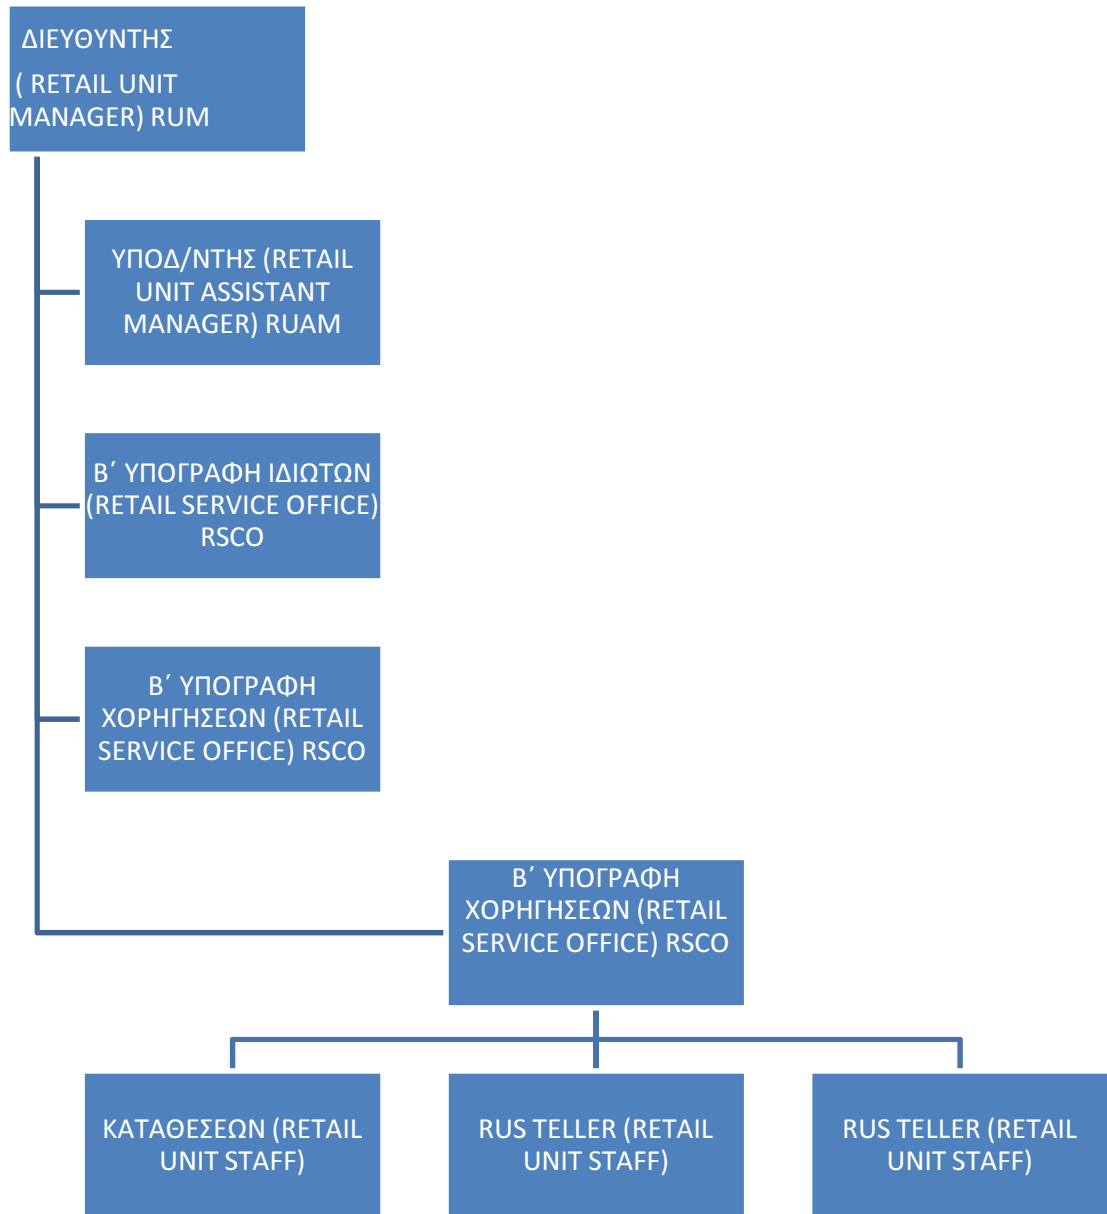 ΔΙΕΥΘΥΝΤΗΣ
( RETAIL UNIT
MANAGER) RUM
ΥΠΟΔ/ΝΤΗΣ (RETAIL
UNIT ASSISTANT
MANAGER) RUAM
Β΄ ΥΠΟΓΡΑΦΗ ΙΔΙΩΤΩΝ
(RETAIL SERVICE OFFICE)
RSCO
Β΄ ΥΠΟΓΡΑΦΗ
ΧΟΡΗΓΗΣΕΩΝ (RETAIL
SERVICE OFFICE) RSCO
Β΄ ΥΠΟΓΡΑΦΗ
ΧΟΡΗΓΗΣΕΩΝ (RETAIL
SERVICE OFFICE) RSCO
ΚΑΤΑΘΕΣΕΩΝ (RETAIL
UNIT STAFF)
RUS TELLER (RETAIL
UNIT STAFF)
RUS TELLER (RETAIL
UNIT STAFF)